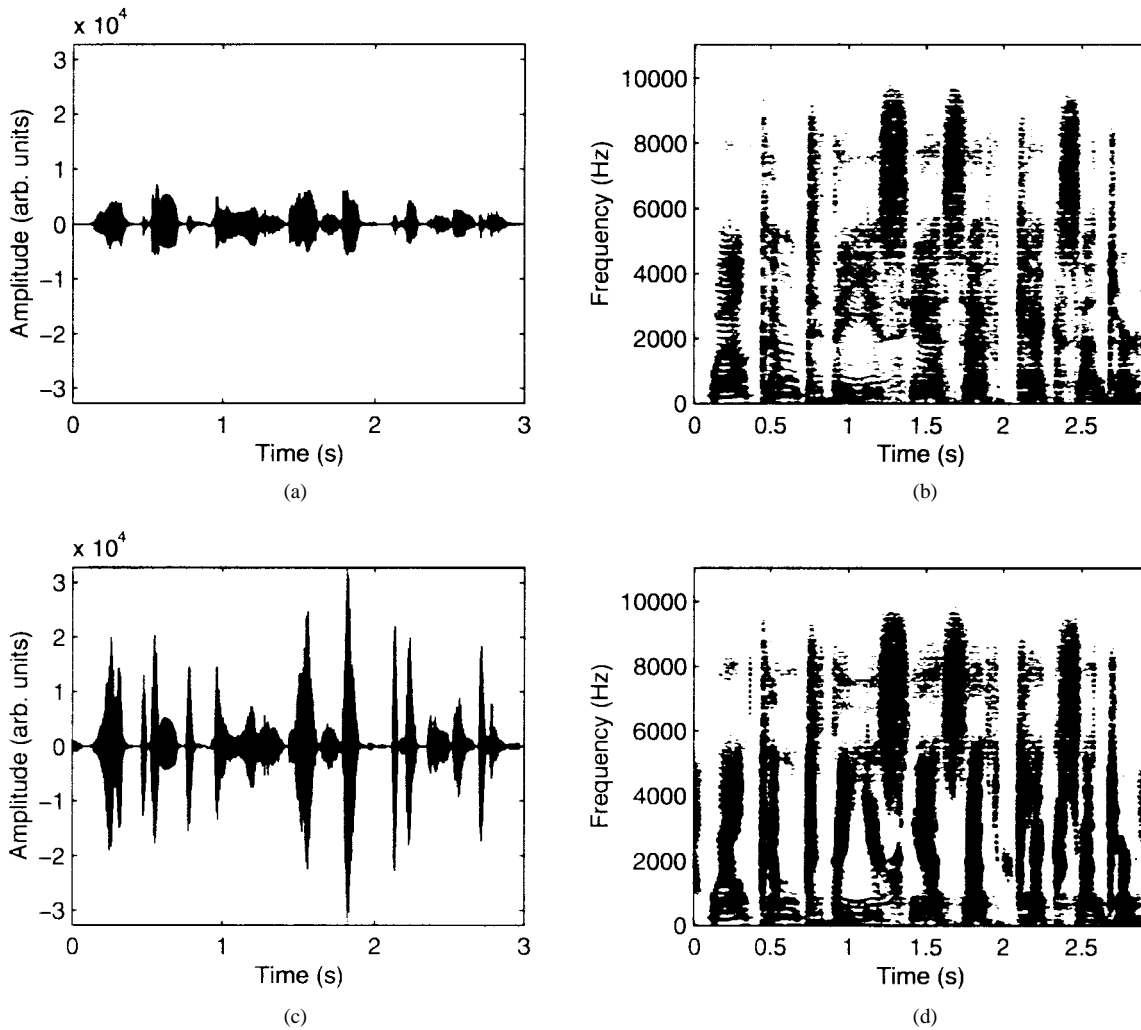 x 10^4
3
2
1
0
-1
-2
-3
Amplitude (arb. units)
0 1 2 3
Time (s)
(a)
10000
8000
6000
4000
2000
0
Frequency (Hz)
0 0.5 1 1.5 2 2.5
Time (s)
(b)
x 10^4
3
2
1
0
-1
-2
-3
Amplitude (arb. units)
0 1 2 3
Time (s)
(c)
10000
8000
6000
4000
2000
0
Frequency (Hz)
0 0.5 1 1.5 2 2.5
Time (s)
(d)